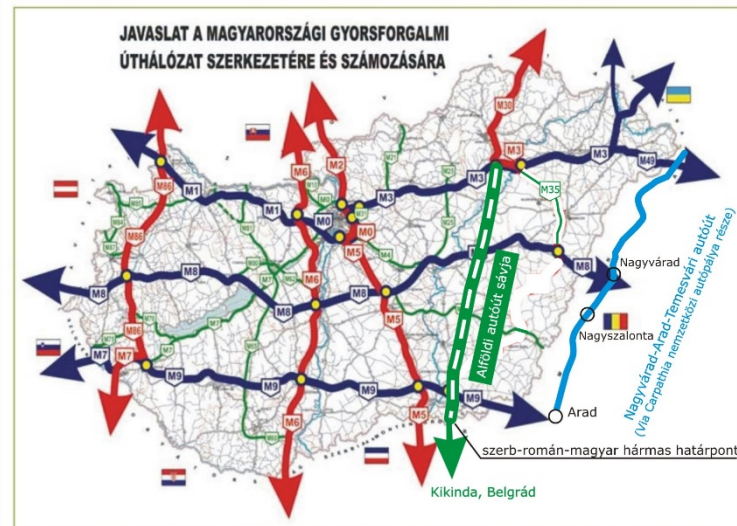 JAVASLAT A MAGYARORSZÁGI GYORSFORGALMI
ÚTHÁLÓZAT SZERKEZETÉRE ÉS SZÁMOZÁSÁRA
M30
M86
M6
M2
M3
M3
M49
M1
M3
M3
M35
M1
M0
M0
M5
M86
M8
M8
M6
M8
M8
M86
M5
M7
M7
M9
M9
M9
M9
M6
M5
Alföldi autóút sávja
Nagyvárad
Nagyszalonta
Arad
Nagyvárad-Arad-Temesvári autóút
(Via Carpathia nemzetközi autópálya része)
szerb-román-magyar hármas határpont
Kikinda, Belgrád